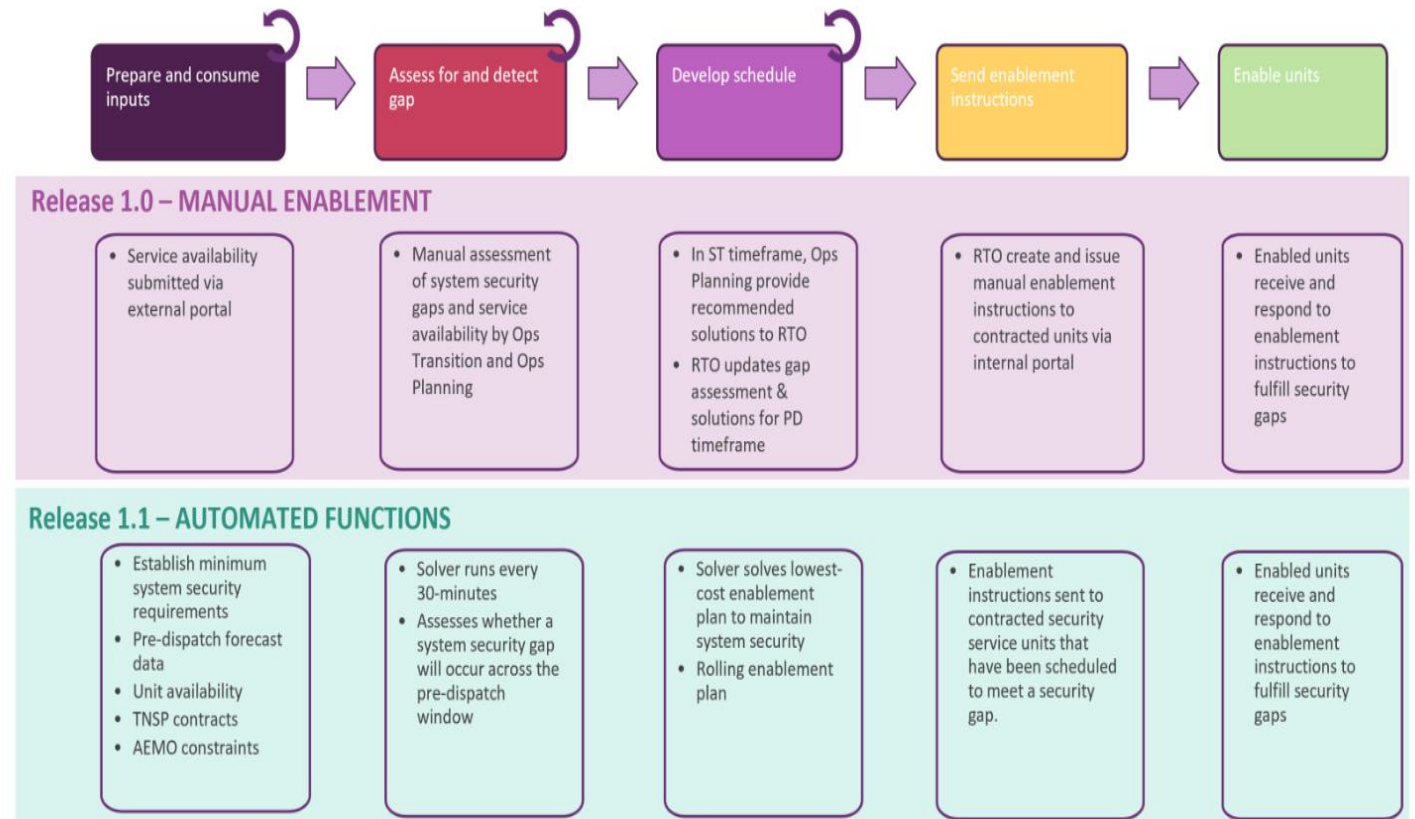 Prepare and consume
inputs
Assess for and detect
gap
Develop schedule
Send enablement
instructions
Enable units
Release 1.0 – MANUAL ENABLEMENT
• Service availability
submitted via
external portal
• Manual assessment
of system security
gaps and service
availability by Ops
Transition and Ops
Planning
• In ST timeframe, Ops
Planning provide
recommended
solutions to RTO
• RTO updates gap
assessment &
solutions for PD
timeframe
• RTO create and issue
manual enablement
instructions to
contracted units via
internal portal
• Enabled units
receive and
respond to
enablement
instructions to
fulfill security
gaps
Release 1.1 – AUTOMATED FUNCTIONS
• Establish minimum
system security
requirements
• Pre-dispatch forecast
data
• Unit availability
• TNSP contracts
• AEMO constraints
• Solver runs every
30-minutes
• Assesses whether a
system security gap
will occur across the
pre-dispatch
window
• Solver solves lowest-
cost enablement
plan to maintain
system security
• Rolling enablement
plan
• Enablement
instructions sent to
contracted security
service units that
have been scheduled
to meet a security
gap.
• Enabled units
receive and
respond to
enablement
instructions to
fulfill security
gaps